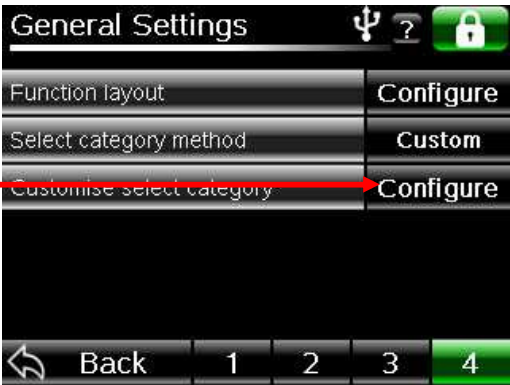 General Settings ?
Function layout Configure
Select category method Custom
Customise select category Configure
Back 1 2 3 4